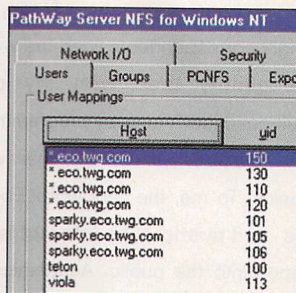 PathWay Server NFS for Windows NT
Network I/O Security
Users Groups PCNFS Expo
User Mappings
Host uid
*.eco.twg.com 150
*.eco.twg.com 130
*.eco.twg.com 110
*.eco.twg.com 120
sparky.eco.twg.com 101
sparky.eco.twg.com 105
sparky.eco.twg.com 106
teton 100
viola 113